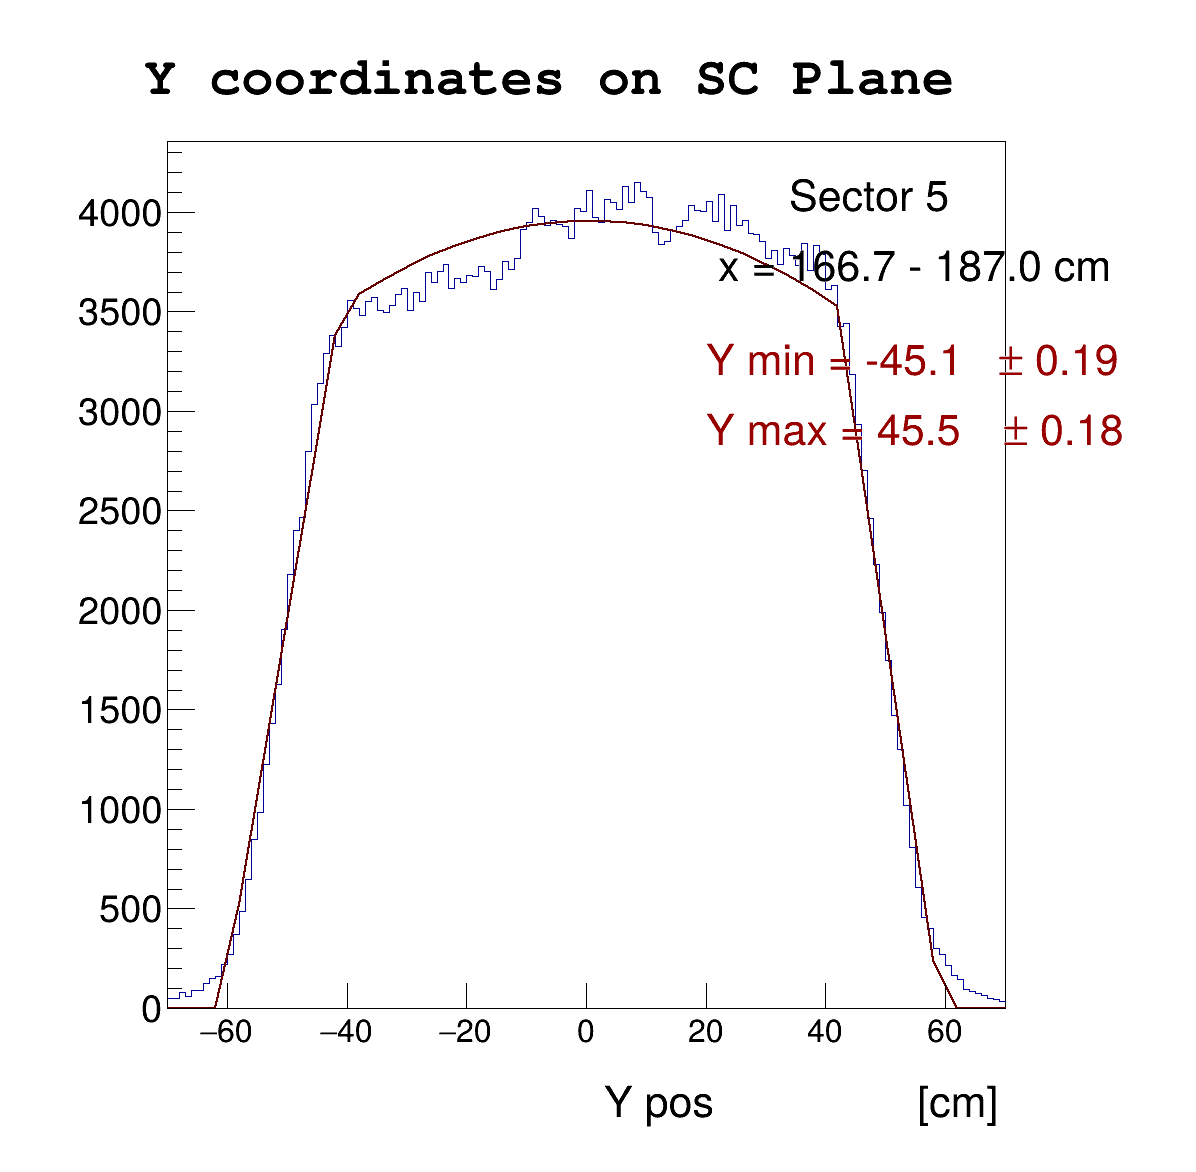 Y coordinates on SC Plane
Sector 5
x = 166.7 - 187.0 cm
Y min = -45.1 ± 0.19
Y max = 45.5 ± 0.18
4000
3500
3000
2500
2000
1500
1000
500
0
−60 −40 −20 0 20 40 60
Y pos [cm]